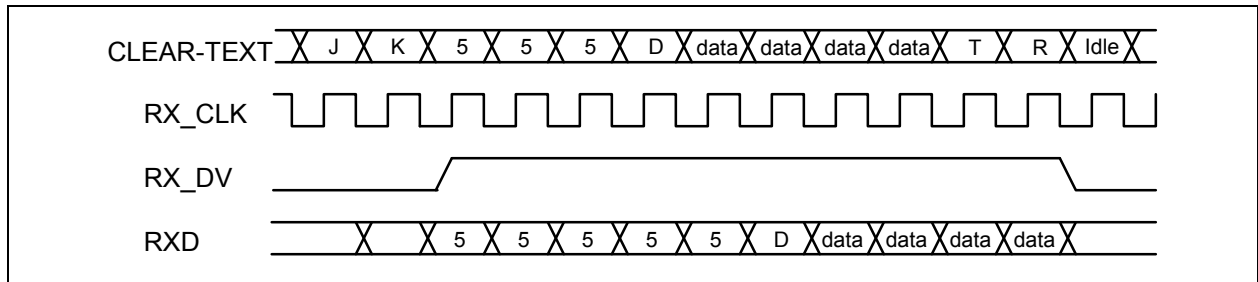 CLEAR-TEXT J K 5 5 5 D data data data data T R Idle
RX_CLK
RX_DV
RXD 5 5 5 5 5 D data data data data